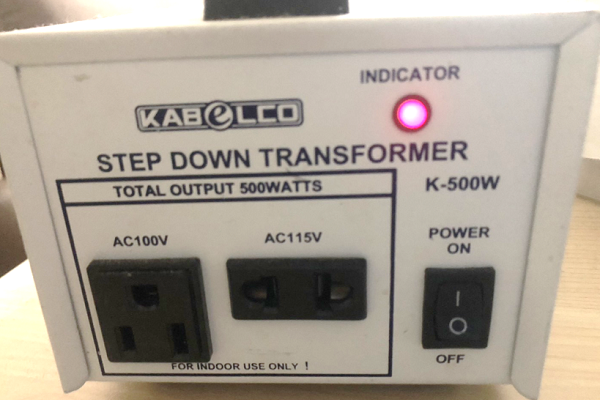 INDICATOR
KABELCO
STEP DOWN TRANSFORMER
TOTAL OUTPUT 500WATTS
K-500W
AC100V
AC115V
POWER
ON
OFF
FOR INDOOR USE ONLY !